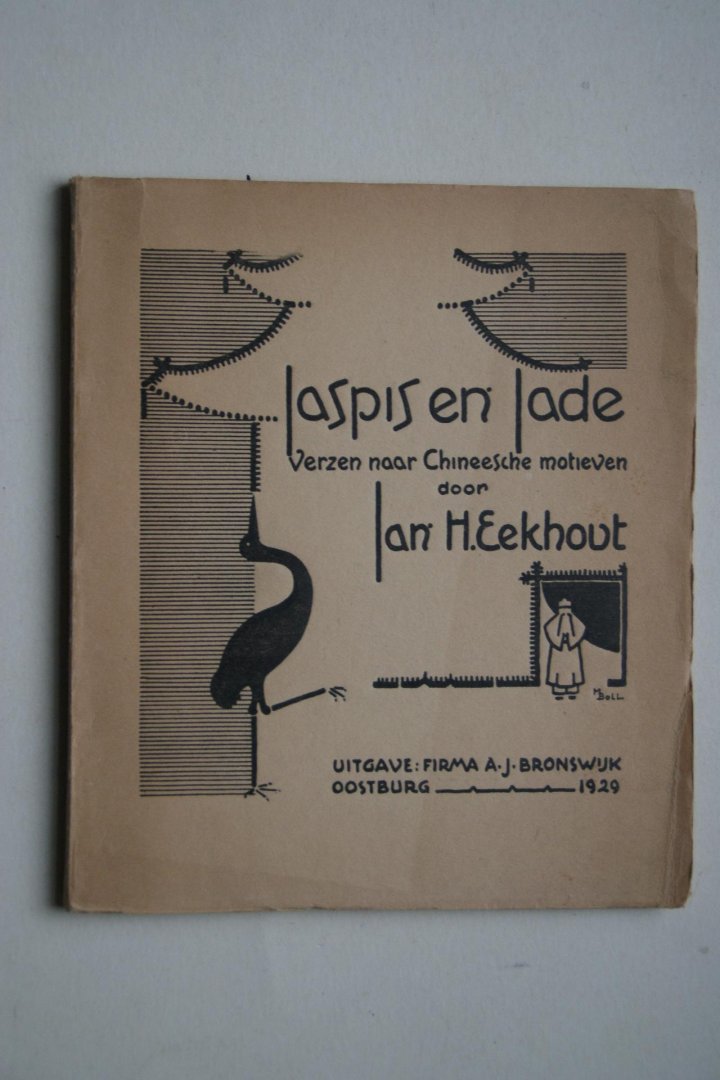 Jaspis en Jade
Verzen naar Chineesche motieven
door
Jan H. Eekhout
M BOLL
UITGAVE: FIRMA A.J. BRONSWIJK
OOSTBURG 1929